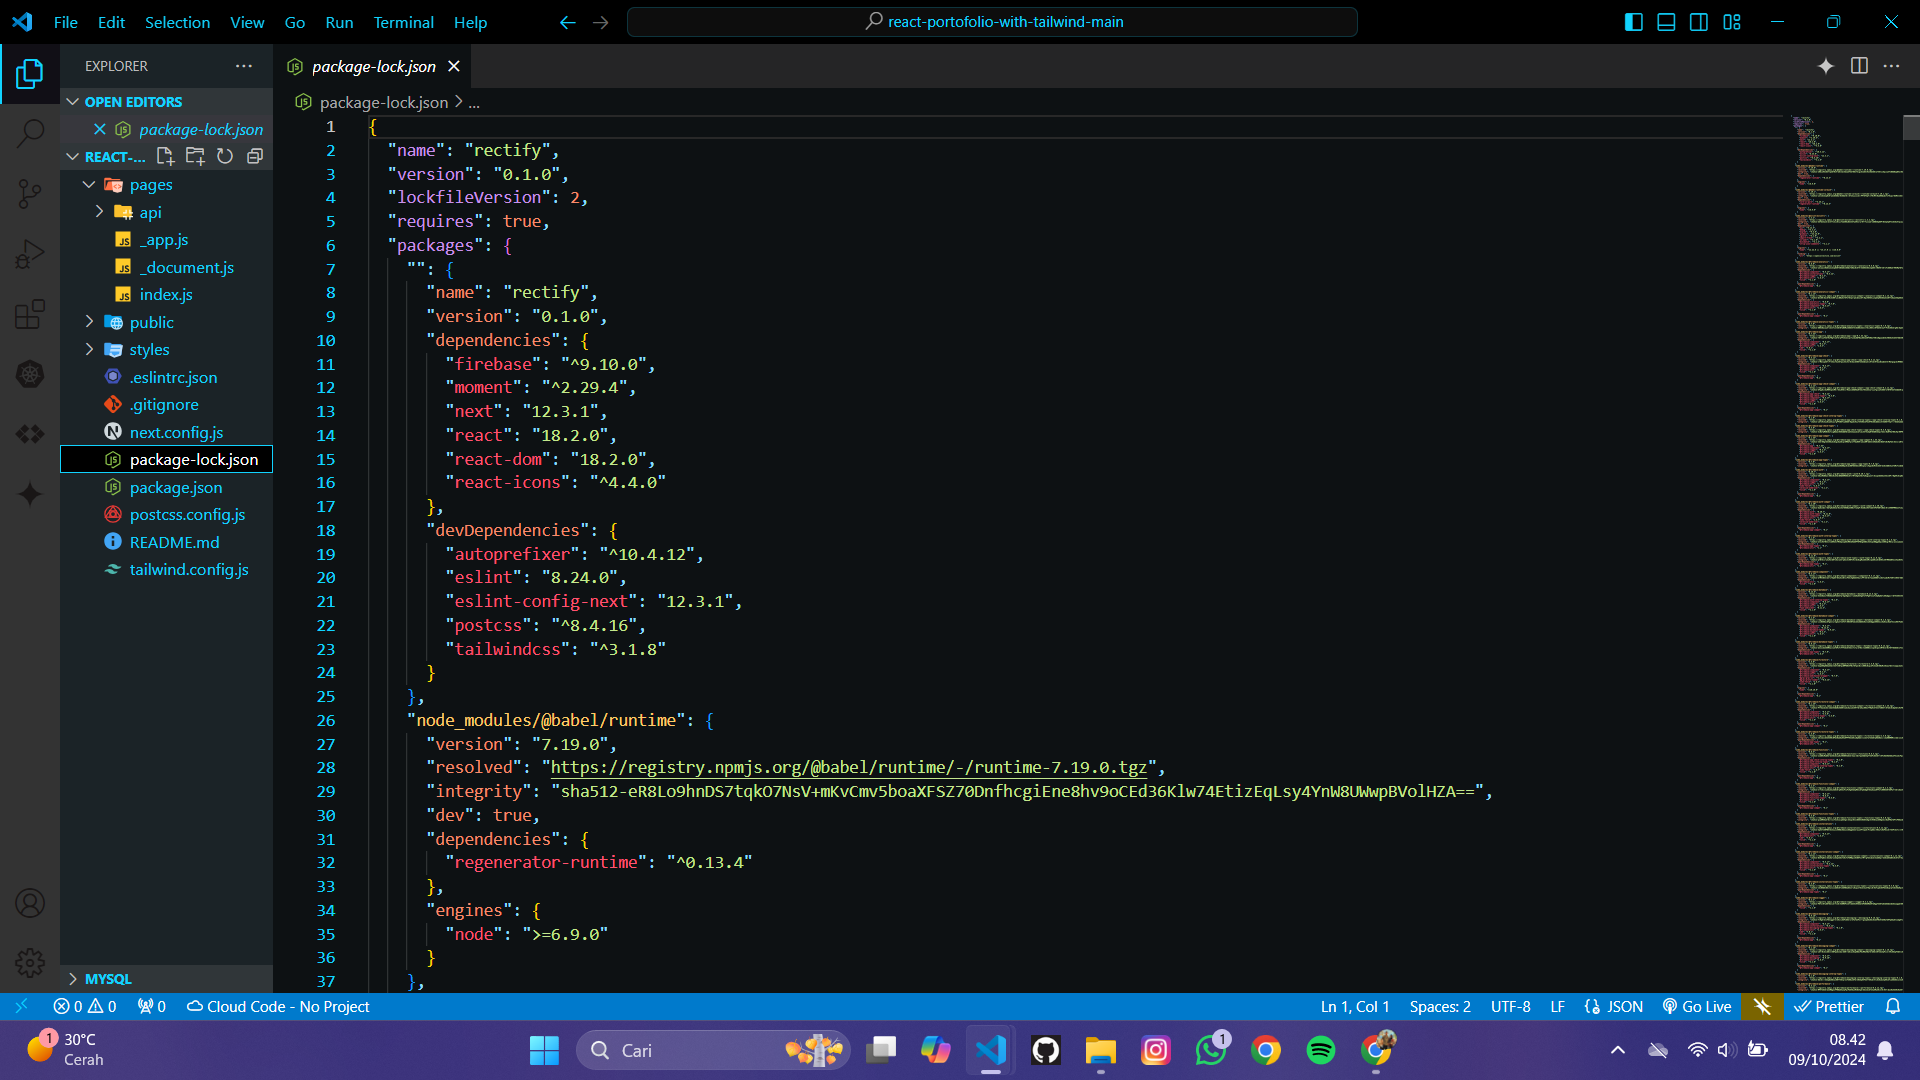 File Edit Selection View Go Run Terminal Help
react-portofolio-with-tailwind-main
EXPLORER
OPEN EDITORS
package-lock.json
REACT-...
pages
api
_app.js
_document.js
index.js
public
styles
.eslintrc.json
.gitignore
next.config.js
package-lock.json
package.json
postcss.config.js
README.md
tailwind.config.js
MYSQL
package-lock.json
package-lock.json > ...
1 {
2 "name": "rectify",
3 "version": "0.1.0",
4 "lockfileVersion": 2,
5 "requires": true,
6 "packages": {
7 "": {
8 "name": "rectify",
9 "version": "0.1.0",
10 "dependencies": {
11 "firebase": "^9.10.0",
12 "moment": "^2.29.4",
13 "next": "12.3.1",
14 "react": "18.2.0",
15 "react-dom": "18.2.0",
16 "react-icons": "^4.4.0"
17 },
18 "devDependencies": {
19 "autoprefixer": "^10.4.12",
20 "eslint": "8.24.0",
21 "eslint-config-next": "12.3.1",
22 "postcss": "^8.4.16",
23 "tailwindcss": "^3.1.8"
24 }
25 },
26 "node_modules/@babel/runtime": {
27 "version": "7.19.0",
28 "resolved": "https://registry.npmjs.org/@babel/runtime/-/runtime-7.19.0.tgz",
29 "integrity": "sha512-eR8Lo9hnDS7tqkO7NsV+mKvCmv5boaXFSZ70DnfhcgiEne8hv9oCEd36Klw74EtizEqLsy4YnW8UWwpBVolHZA==",
30 "dev": true,
31 "dependencies": {
32 "regenerator-runtime": "^0.13.4"
33 },
34 "engines": {
35 "node": ">=6.9.0"
36 }
37 },
0 0 0 Cloud Code - No Project
Ln 1, Col 1 Spaces: 2 UTF-8 LF JSON Go Live Prettier
1
30°C
Cerah
Cari
1
08.42
09/10/2024